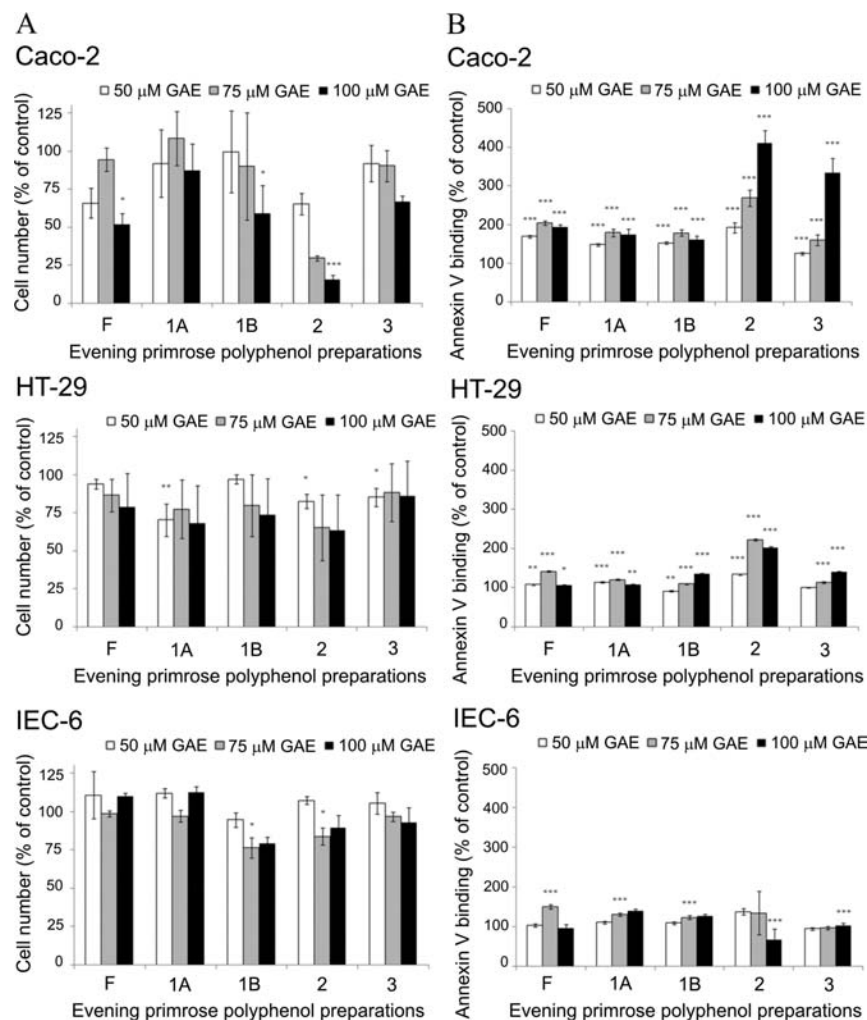 A
Caco-2
50 μM GAE 75 μM GAE 100 μM GAE
Cell number (% of control)
125
100
75
50
25
0
* * ***
F 1A 1B 2 3
Evening primrose polyphenol preparations
HT-29
50 μM GAE 75 μM GAE 100 μM GAE
Cell number (% of control)
125
100
75
50
25
0
** * *
F 1A 1B 2 3
Evening primrose polyphenol preparations
IEC-6
50 μM GAE 75 μM GAE 100 μM GAE
Cell number (% of control)
125
100
75
50
25
0
* *
F 1A 1B 2 3
Evening primrose polyphenol preparations
B
Caco-2
50 μM GAE 75 μM GAE 100 μM GAE
Annexin V binding (% of control)
500
400
300
200
100
0
*** *** *** *** *** *** *** *** *** *** *** *** *** *** ***
F 1A 1B 2 3
Evening primrose polyphenol preparations
HT-29
50 μM GAE 75 μM GAE 100 μM GAE
Annexin V binding (% of control)
500
400
300
200
100
0
** *** * *** *** ** ** *** *** *** *** *** *** ***
F 1A 1B 2 3
Evening primrose polyphenol preparations
IEC-6
50 μM GAE 75 μM GAE 100 μM GAE
Annexin V binding (% of control)
500
400
300
200
100
0
*** *** *** *** ***
F 1A 1B 2 3
Evening primrose polyphenol preparations